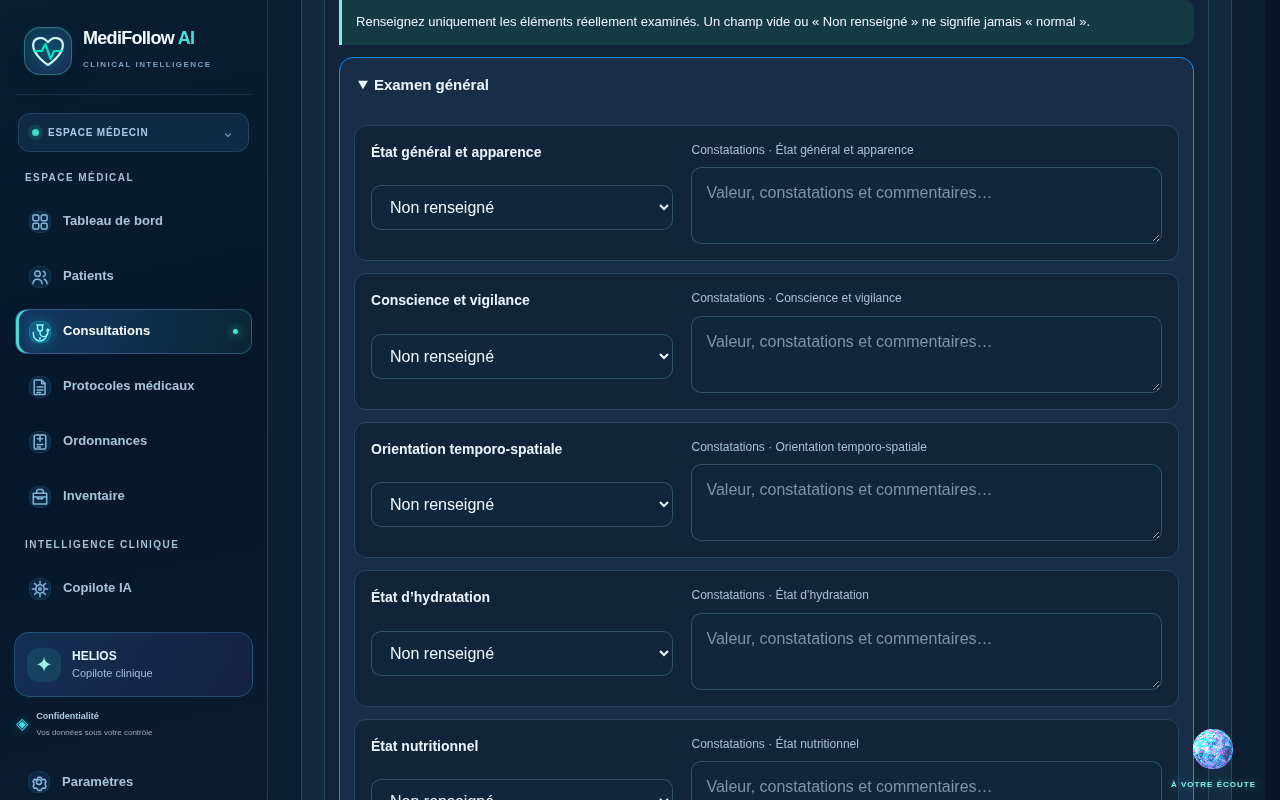 MediFollow AI
CLINICAL INTELLIGENCE
ESPACE MÉDECIN
ESPACE MÉDICAL
Tableau de bord
Patients
Consultations
Protocoles médicaux
Ordonnances
Inventaire
INTELLIGENCE CLINIQUE
Copilote IA
HELIOS
Copilote clinique
Confidentialité
Vos données sous votre contrôle
Paramètres
Renseignez uniquement les éléments réellement examinés. Un champ vide ou « Non renseigné » ne signifie jamais « normal ».
▼ Examen général
État général et apparence
Non renseigné
Constatations · État général et apparence
Valeur, constatations et commentaires…
Conscience et vigilance
Non renseigné
Constatations · Conscience et vigilance
Valeur, constatations et commentaires…
Orientation temporo-spatiale
Non renseigné
Constatations · Orientation temporo-spatiale
Valeur, constatations et commentaires…
État d’hydratation
Non renseigné
Constatations · État d’hydratation
Valeur, constatations et commentaires…
État nutritionnel
Non renseigné
Constatations · État nutritionnel
Valeur, constatations et commentaires…
À VOTRE ÉCOUTE